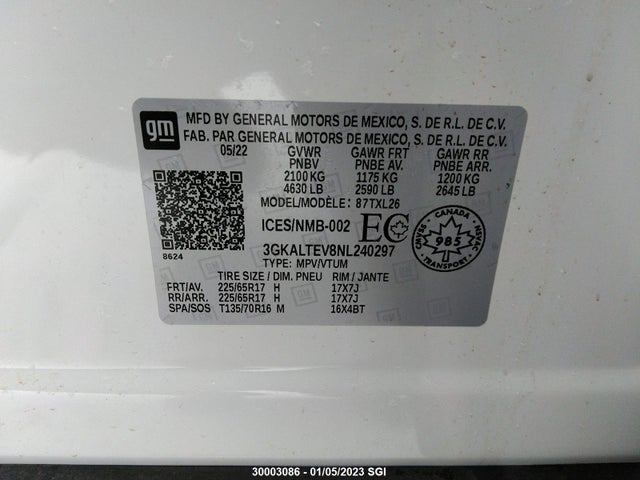 gm
MFD BY GENERAL MOTORS DE MEXICO, S. DE R.L. DE C.V.
FAB. PAR GENERAL MOTORS DE MEXICO, S. DE R.L. DE C.V.
05/22 GVWR GAWR FRT GAWR RR
PNBV PNBE AV. PNBE ARR.
2100 KG 1175 KG 1200 KG
4630 LB 2590 LB 2645 LB
MODEL/MODÈLE: 87TXL26
ICES/NMB-002 EC
CANADA
985
TRANSPORT
8624
3GKALTEV8NL240297
TYPE: MPV/VTUM
TIRE SIZE / DIM. PNEU RIM / JANTE
FRT/AV. 225/65R17 H 17X7J
RR/ARR. 225/65R17 H 17X7J
SPA/SOS T135/70R16 M 16X4BT
30003086 - 01/05/2023 SGI